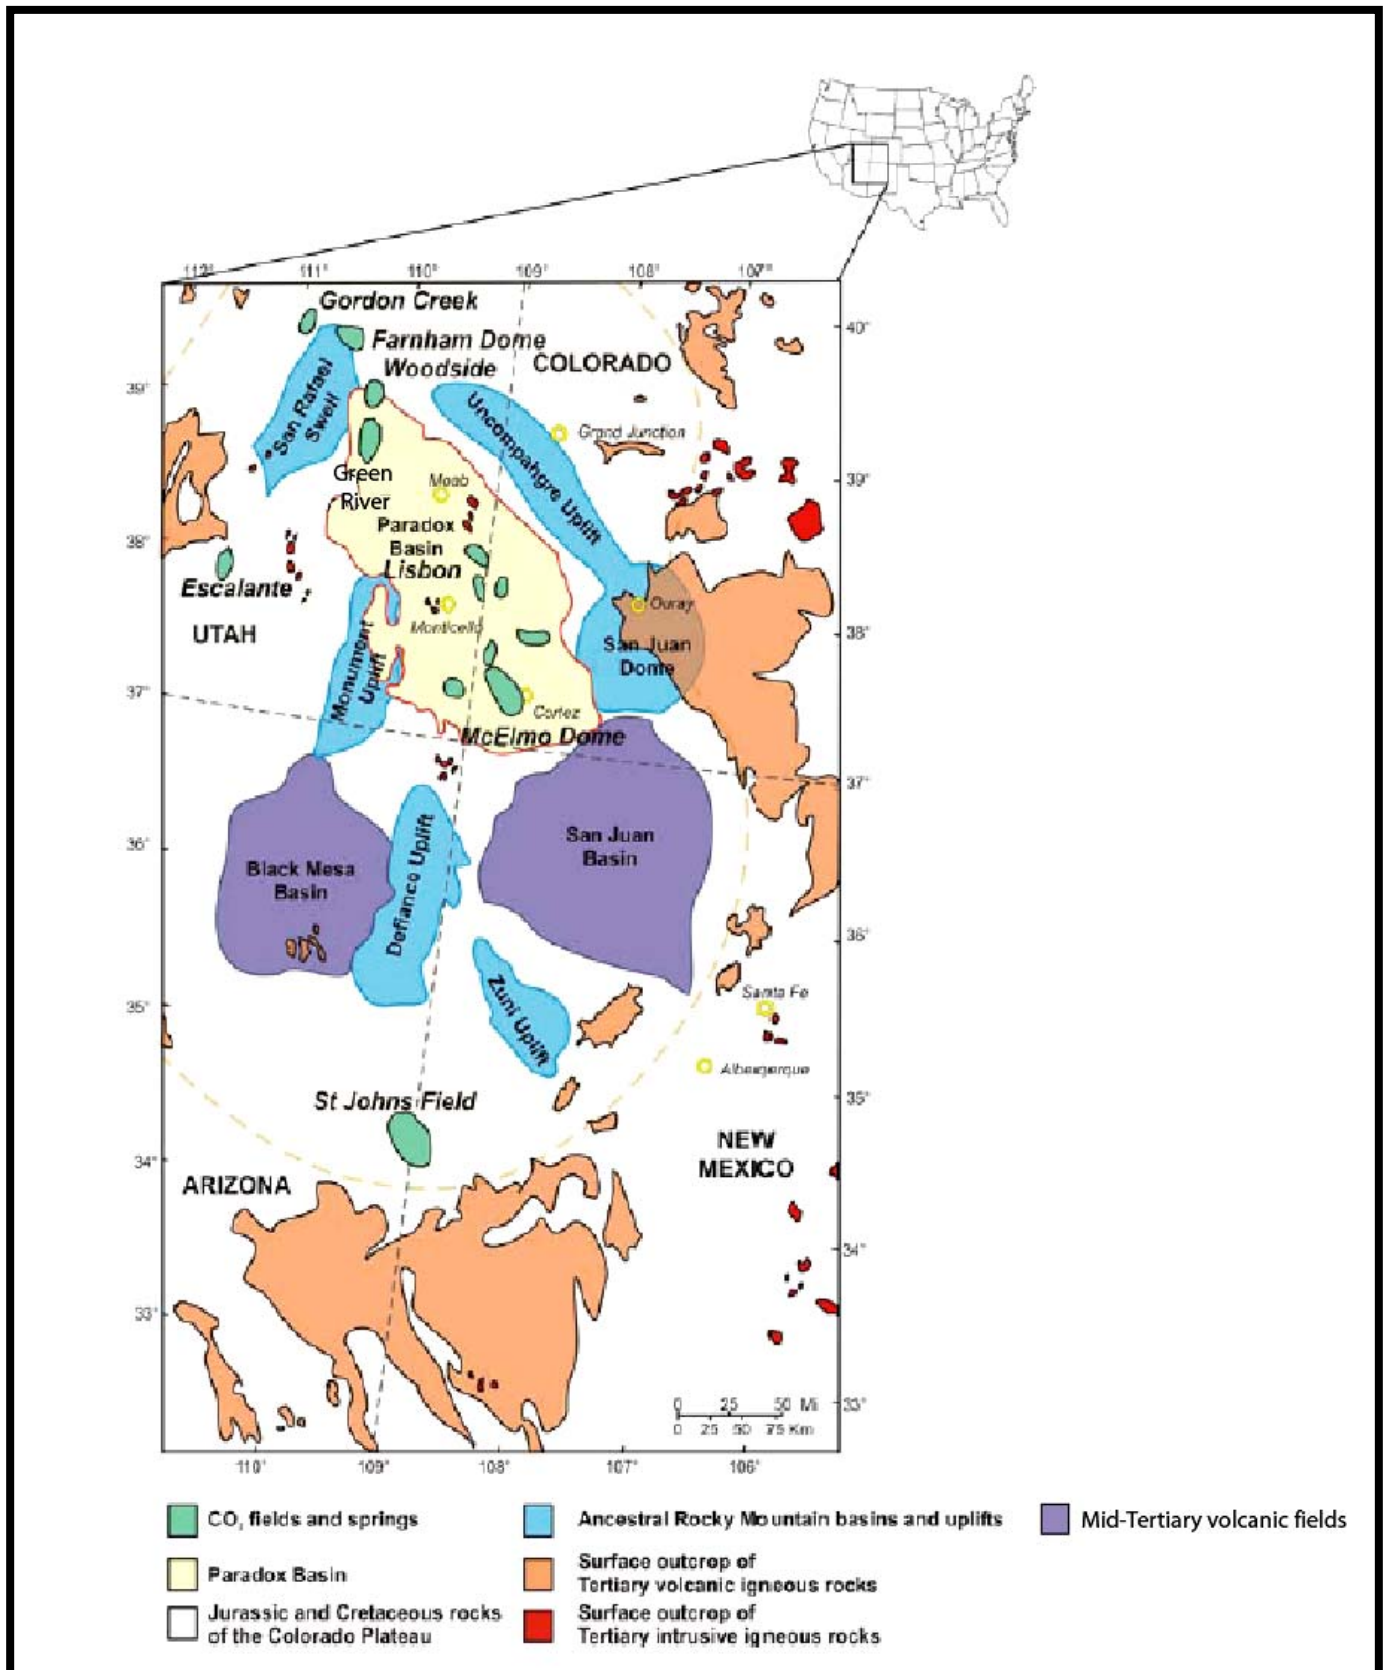 112° 111° 110° 109° 108° 107°
Gordon Creek
40°
Farnham Dome
Woodside
COLORADO
39°
San Rafael
Swell
Uncompahgre Uplift
Grand Junction
Green
River
Moab
39°
Paradox
Basin
38°
Lisbon
Escalante
Monticello
Ouray
UTAH
38°
San Juan
Dome
Monument
Uplift
37°
Cortez
McElmo Dome
37°
San Juan
Basin
36°
Black Mesa
Basin
Defiance Uplift
36°
Zuni Uplift
Santa Fe
35°
Alberqerque
St Johns Field
35°
NEW
MEXICO
34°
ARIZONA
34°
33°
0 25 50 Mi
0 25 50 75 Km
33°
110° 109° 108° 107° 106°
CO, fields and springs
Ancestral Rocky Mountain basins and uplifts
Mid-Tertiary volcanic fields
Paradox Basin
Surface outcrop of
Tertiary volcanic igneous rocks
Jurassic and Cretaceous rocks
of the Colorado Plateau
Surface outcrop of
Tertiary intrusive igneous rocks